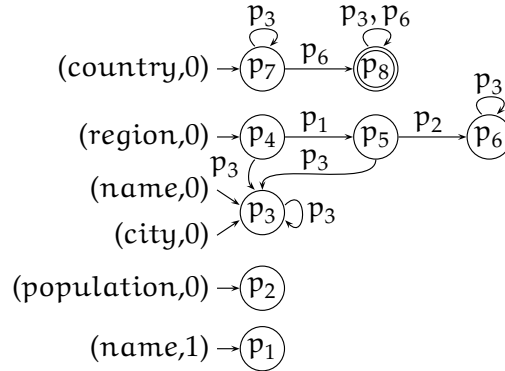 p₃ p₃, p₆
(country,0) p₇ p₆ p₈
p₃
(region,0) p₄ p₁ p₅ p₂ p₆
p₃ p₃
(name,0)
p₃ p₃
(city,0)
(population,0) p₂
(name,1) p₁